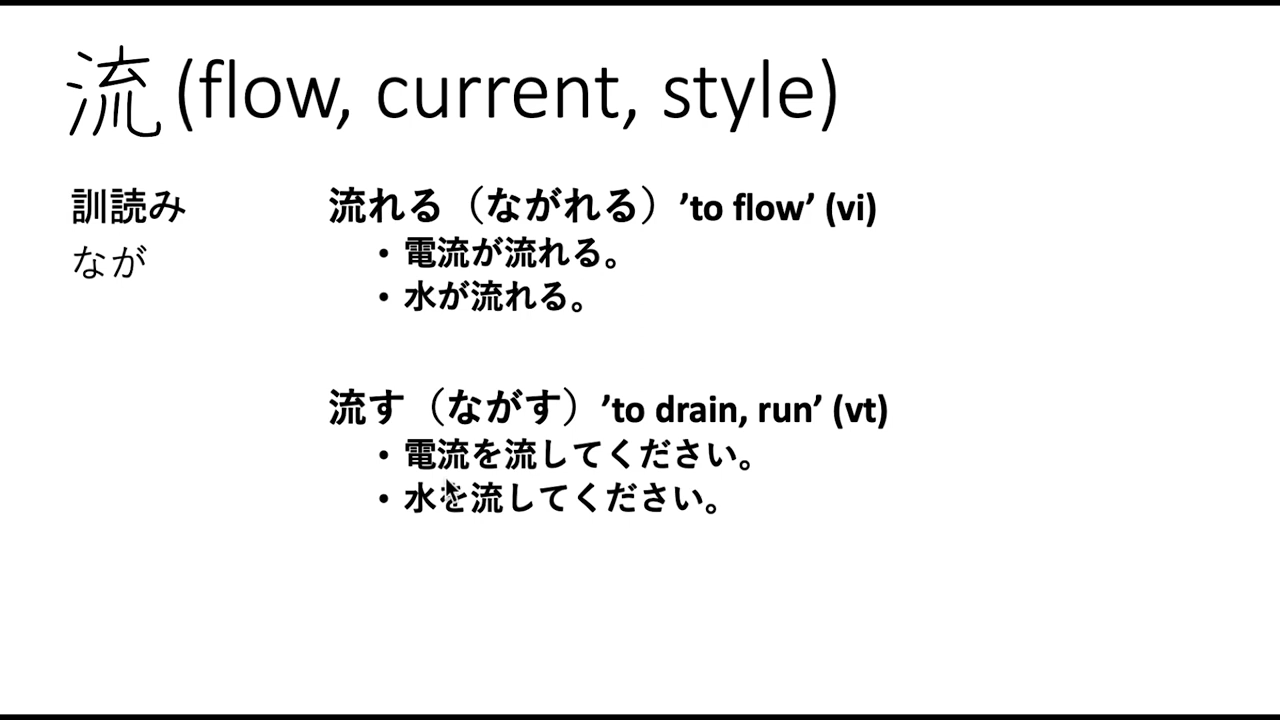 流 (flow, current, style)
訓読み
なが
流れる（ながれる）’to flow’ (vi)
• 電流が流れる。
• 水が流れる。
流す（ながす）’to drain, run’ (vt)
• 電流を流してください。
• 水を流してください。